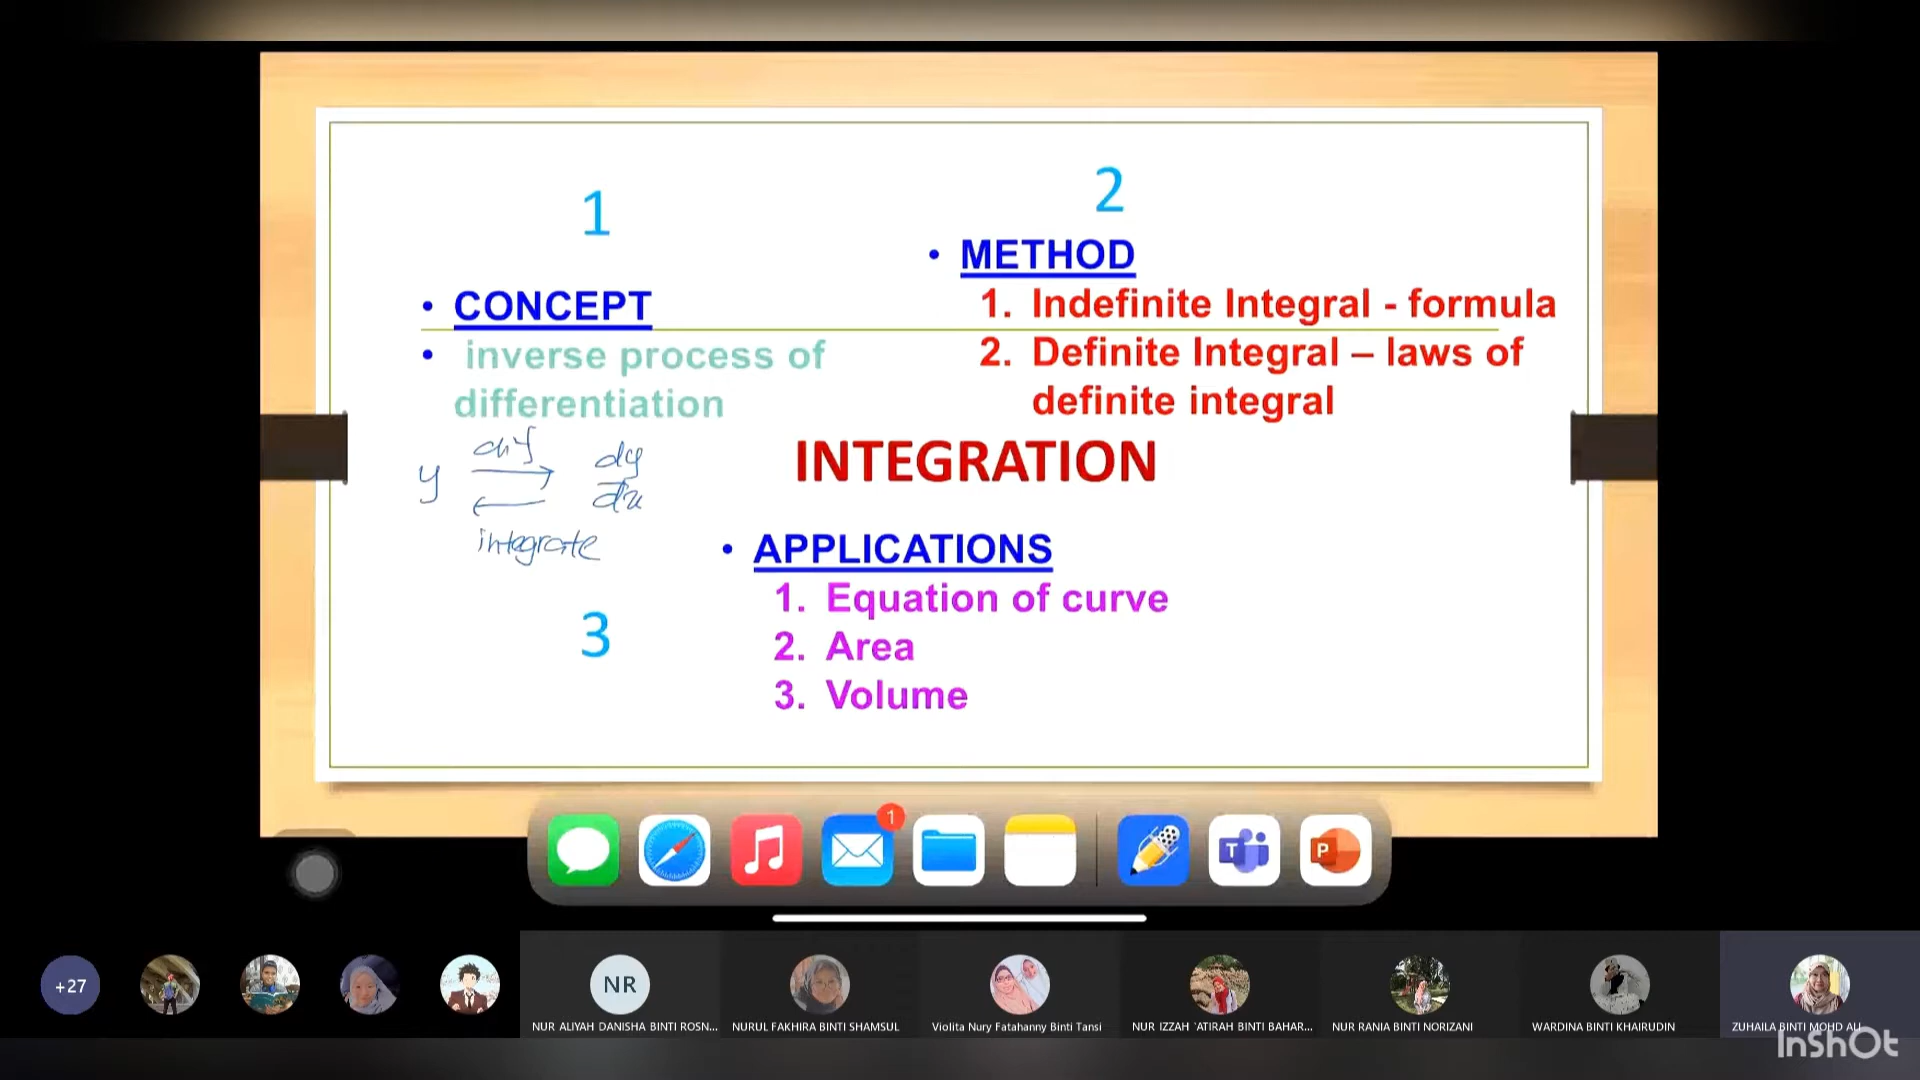 1
• CONCEPT
• inverse process of
differentiation
y dif dy
dx
integrate
2
• METHOD
1. Indefinite Integral - formula
2. Definite Integral – laws of
definite integral
INTEGRATION
3
• APPLICATIONS
1. Equation of curve
2. Area
3. Volume
1
T
P
+27
NR
NUR ALIYAH DANISHA BINTI ROSN...
NURUL FAKHIRA BINTI SHAMSUL
Violita Nury Fatahanny Binti Tansi
NUR IZZAH 'ATIRAH BINTI BAHAR...
NUR RANIA BINTI NORIZANI
WARDINA BINTI KHAIRUDIN
ZUHAILA BINTI MOHD ALI
InShOt